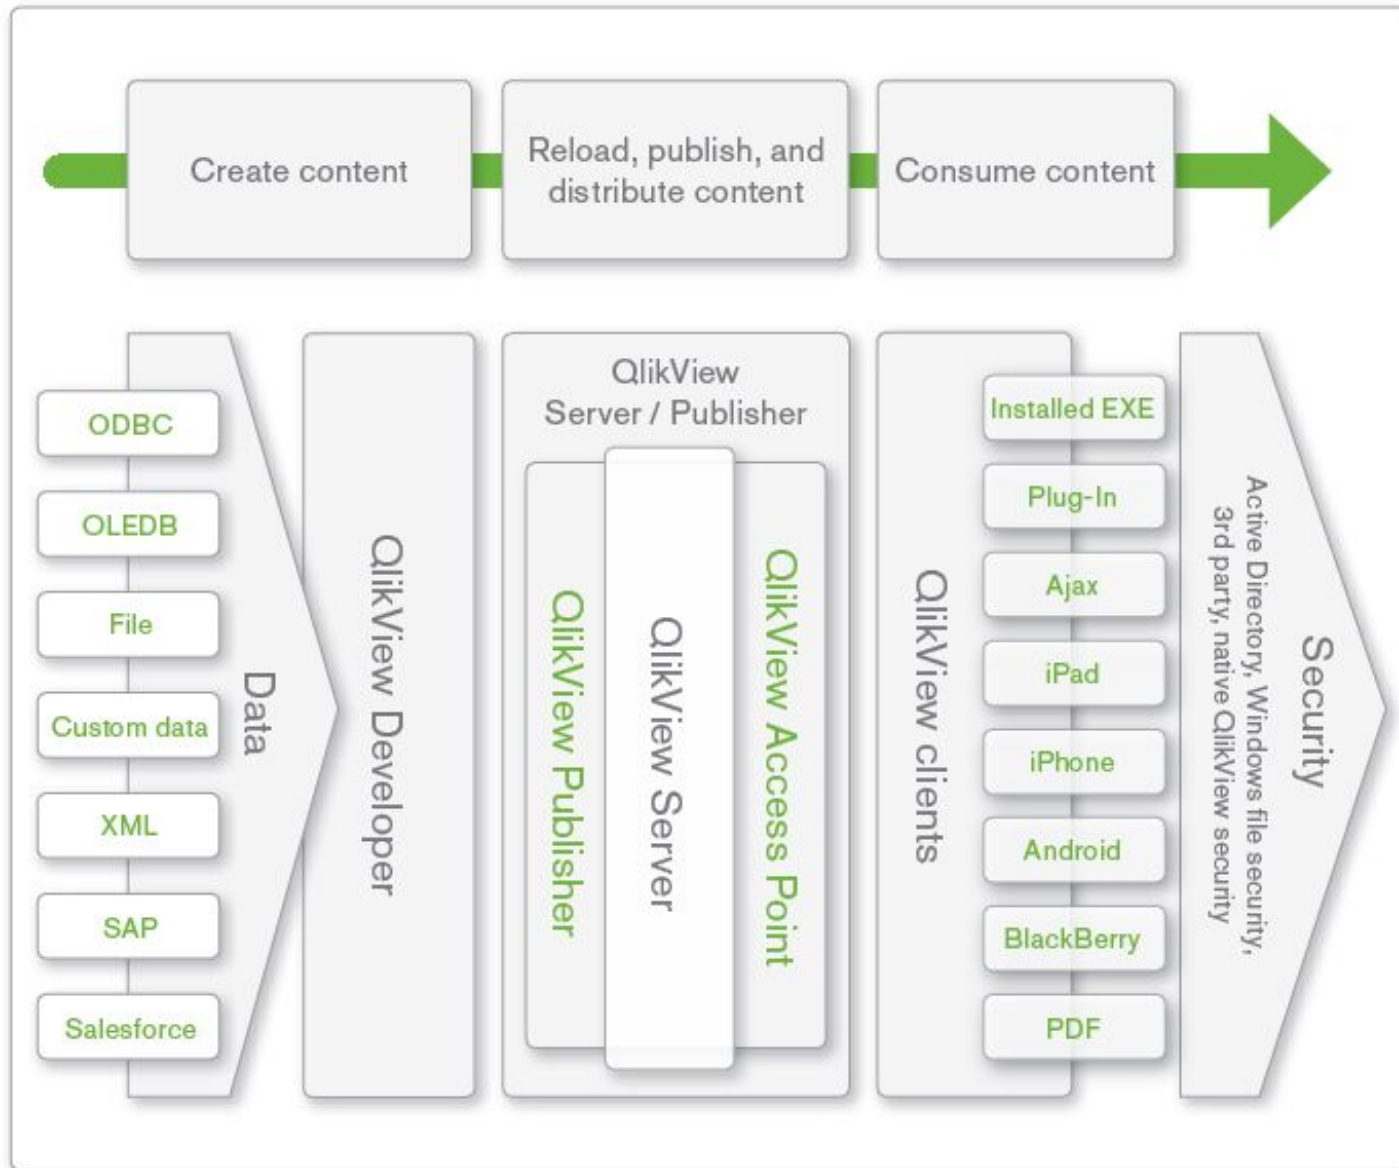 Create content
Reload, publish, and
distribute content
Consume content
ODBC
OLEDB
File
Custom data
XML
SAP
Salesforce
Data
QlikView Developer
QlikView
Server / Publisher
QlikView Publisher
QlikView Server
QlikView Access Point
QlikView clients
Installed EXE
Plug-In
Ajax
iPad
iPhone
Android
BlackBerry
PDF
Security
Active Directory, Windows file security,
3rd party, native QlikView security